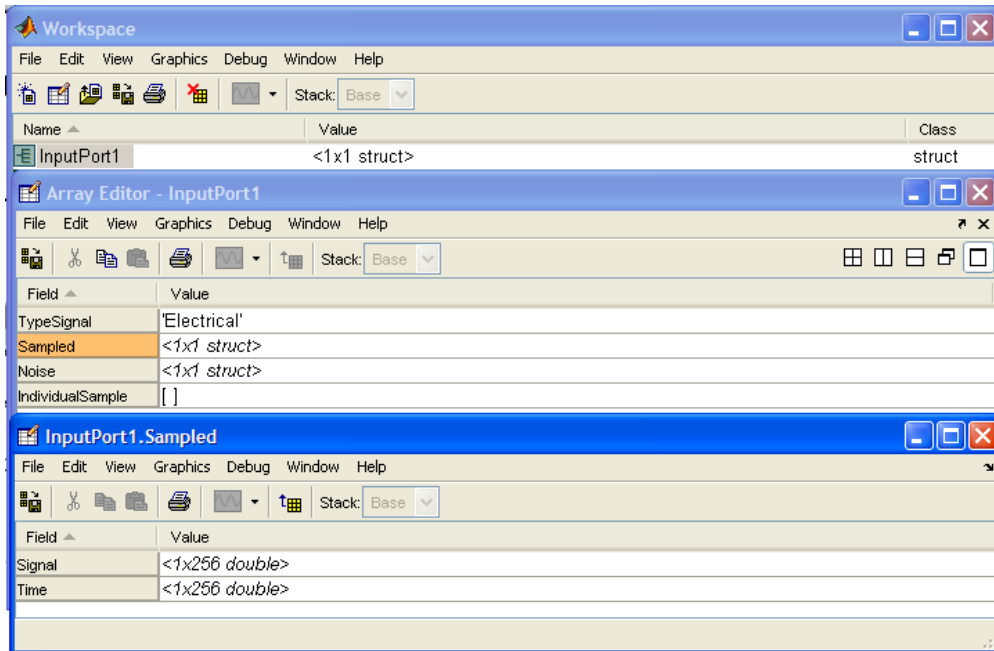 Workspace
File Edit View Graphics Debug Window Help
Stack: Base
Name Value Class
InputPort1 <1x1 struct> struct
Array Editor - InputPort1
File Edit View Graphics Debug Window Help
Stack: Base
Field Value
TypeSignal 'Electrical'
Sampled <1x1 struct>
Noise <1x1 struct>
IndividualSample [ ]
InputPort1.Sampled
File Edit View Graphics Debug Window Help
Stack: Base
Field Value
Signal <1x256 double>
Time <1x256 double>